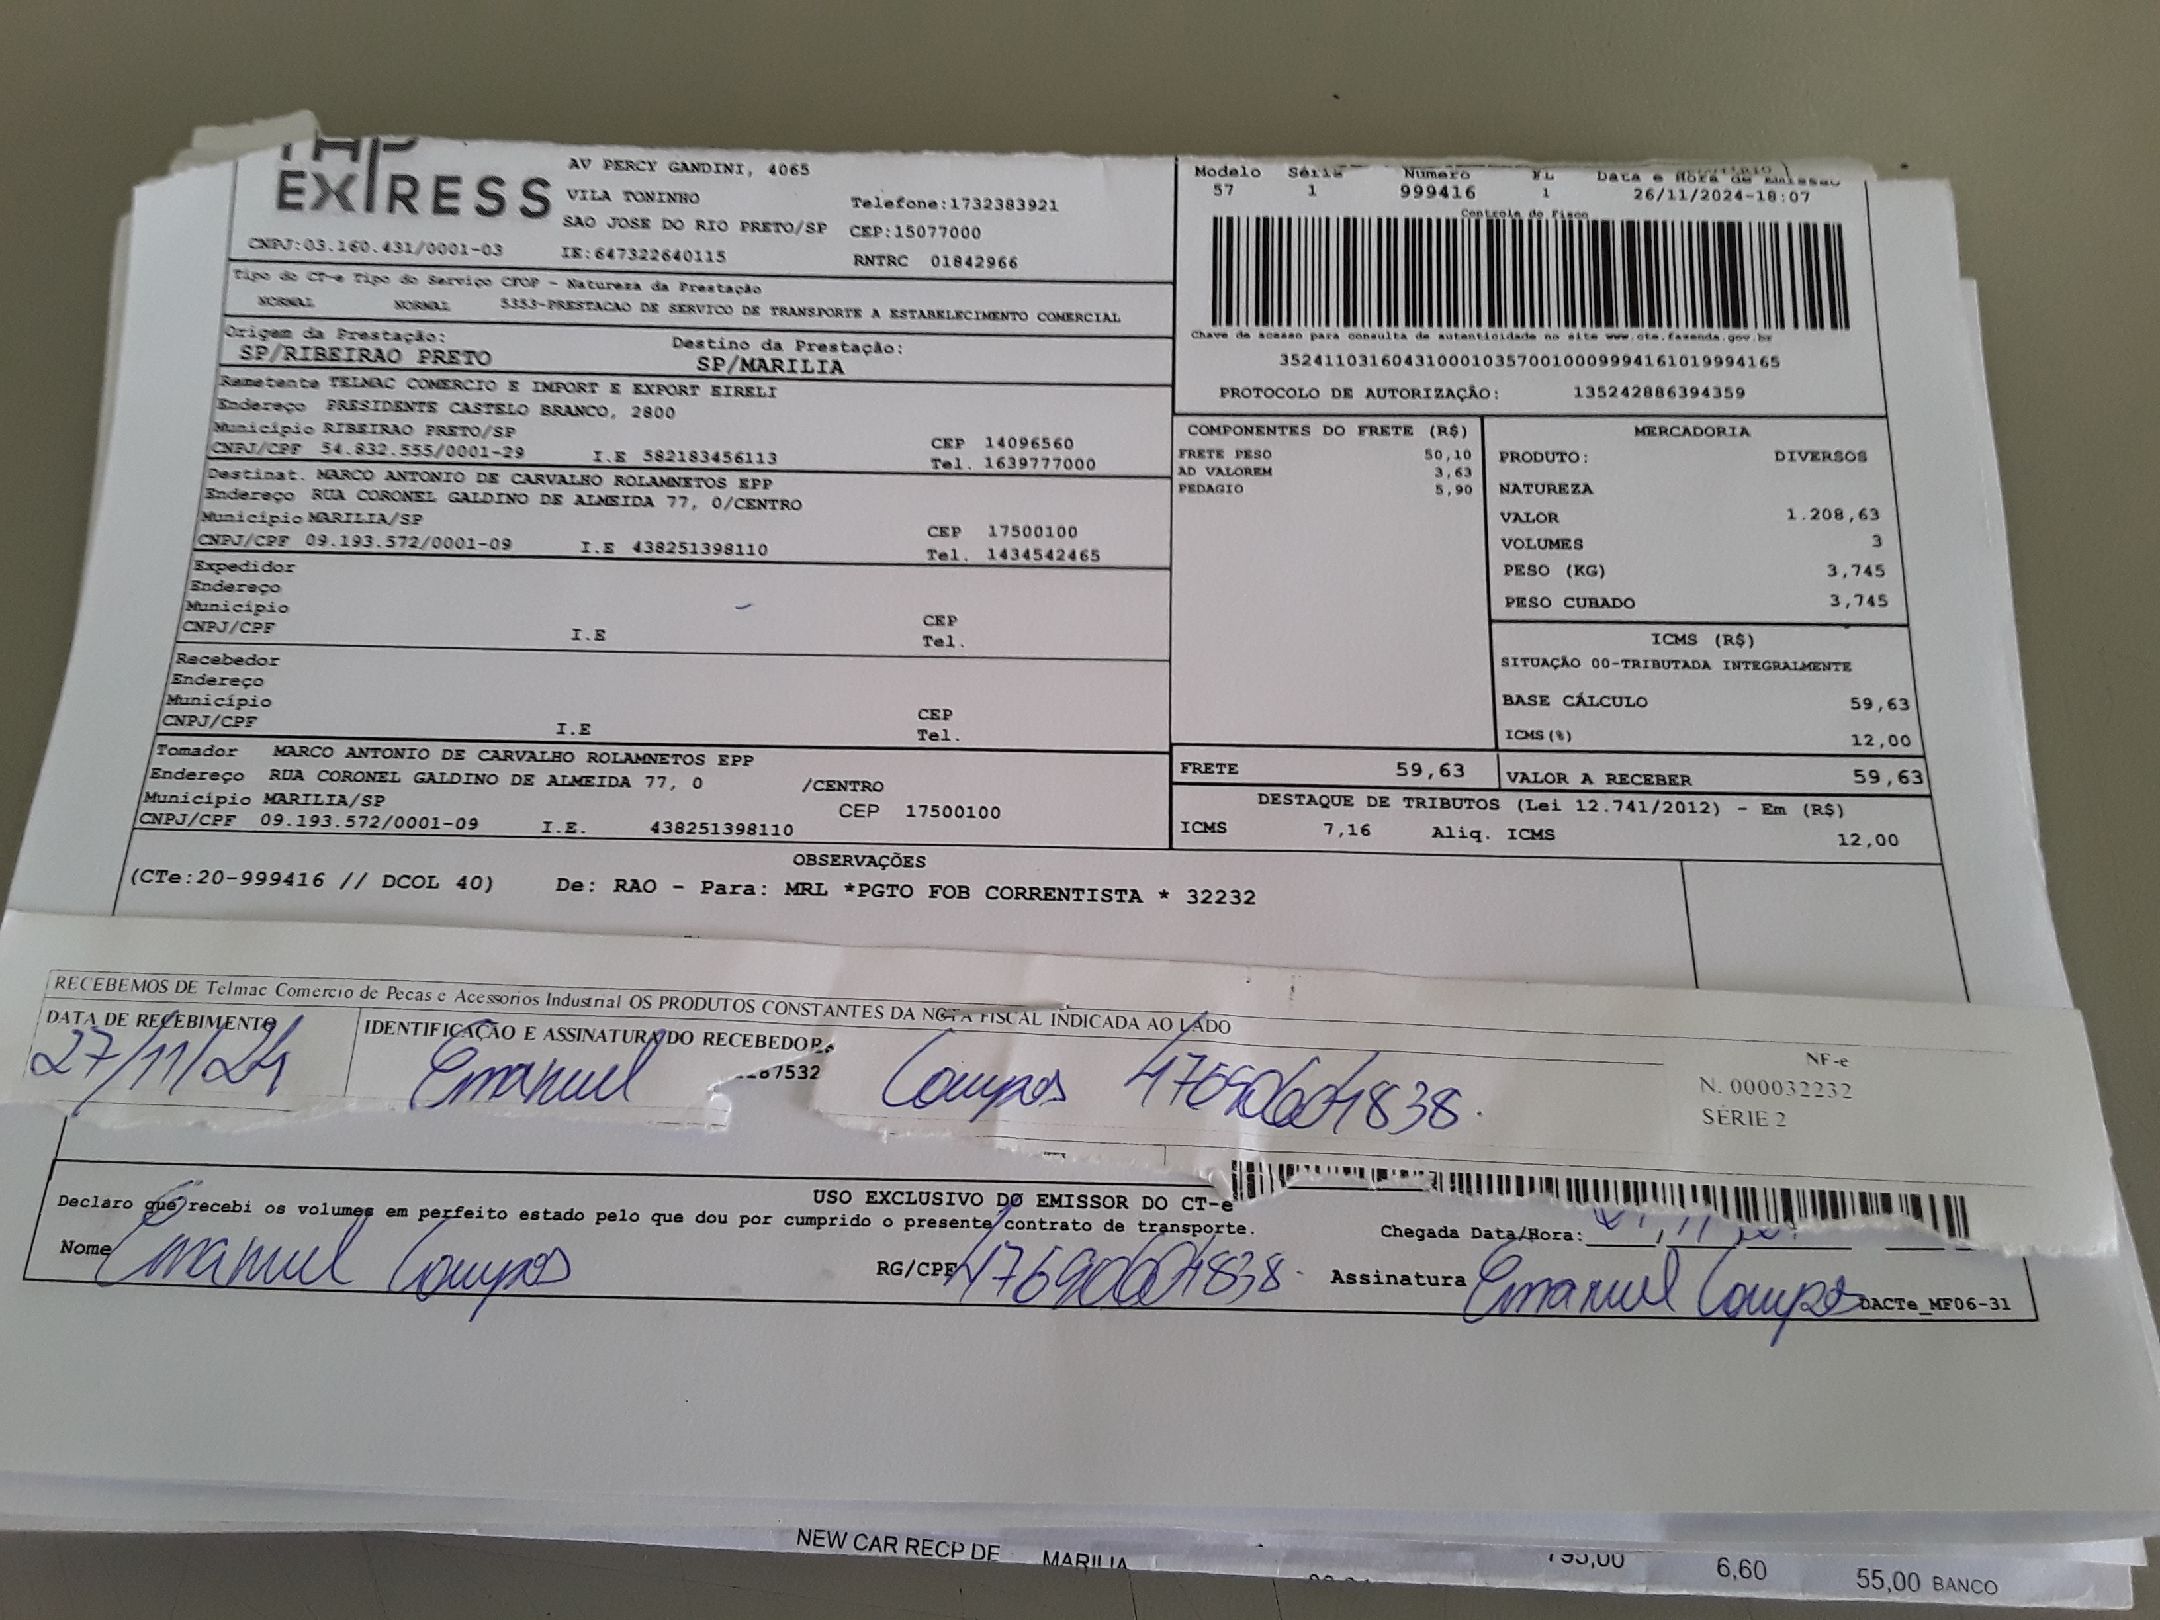 EXPRESS
AV PERCY GANDINI, 4065
VILA TONINHO
Telefone:1732383921
SAO JOSE DO RIO PRETO/SP CEP:15077000
CNPJ:03.160.431/0001-03 IE:647322640115 RNTRC 01842966
Modelo Série Número FL Data e Hora de Emissão
57 1 999416 1 26/11/2024-18:07
Controle do Fisco
Tipo do CT-e Tipo do Serviço CFOP - Natureza da Prestação
NORMAL NORMAL 5353-PRESTACAO DE SERVICO DE TRANSPORTE A ESTABELECIMENTO COMERCIAL
Origem da Prestação: Destino da Prestação:
SP/RIBEIRAO PRETO SP/MARILIA
Chave de acesso para consulta de autenticidade no site www.cte.fazenda.gov.br
35241103160431000103570010009994161019994165
PROTOCOLO DE AUTORIZAÇÃO: 135242886394359
Remetente TELMAC COMERCIO E IMPORT E EXPORT EIRELI
Endereço PRESIDENTE CASTELO BRANCO, 2800
Município RIBEIRAO PRETO/SP CEP 14096560
CNPJ/CPF 54.832.555/0001-29 I.E 582183456113 Tel. 1639777000
Destinat. MARCO ANTONIO DE CARVALHO ROLAMNETOS EPP
Endereço RUA CORONEL GALDINO DE ALMEIDA 77, 0/CENTRO
Município MARILIA/SP CEP 17500100
CNPJ/CPF 09.193.572/0001-09 I.E 438251398110 Tel. 1434542465
Expedidor
Endereço
Município CEP
CNPJ/CPF I.E Tel.
Recebedor
Endereço
Município CEP
CNPJ/CPF I.E Tel.
Tomador MARCO ANTONIO DE CARVALHO ROLAMNETOS EPP
Endereço RUA CORONEL GALDINO DE ALMEIDA 77, 0 /CENTRO
Município MARILIA/SP CEP 17500100
CNPJ/CPF 09.193.572/0001-09 I.E. 438251398110
COMPONENTES DO FRETE (R$)
FRETE PESO 50,10
AD VALOREM 3,63
PEDAGIO 5,90
MERCADORIA
PRODUTO: DIVERSOS
NATUREZA
VALOR 1.208,63
VOLUMES 3
PESO (KG) 3,745
PESO CUBADO 3,745
ICMS (R$)
SITUAÇÃO 00-TRIBUTADA INTEGRALMENTE
BASE CÁLCULO 59,63
ICMS(%) 12,00
FRETE 59,63 VALOR A RECEBER 59,63
DESTAQUE DE TRIBUTOS (Lei 12.741/2012) - Em (R$)
ICMS 7,16 Aliq. ICMS 12,00
OBSERVAÇÕES
(CTe:20-999416 // DCOL 40) De: RAO - Para: MRL *PGTO FOB CORRENTISTA * 32232
RECEBEMOS DE Telmac Comercio de Pecas e Acessorios Industrial OS PRODUTOS CONSTANTES DA NOTA FISCAL INDICADA AO LADO
DATA DE RECEBIMENTO IDENTIFICAÇÃO E ASSINATURA DO RECEBEDOR
27/11/24 Emanuel Campos 47690604838.
NF-e
N. 000032232
SÉRIE 2
USO EXCLUSIVO DO EMISSOR DO CT-e
Declaro que recebi os volumes em perfeito estado pelo que dou por cumprido o presente contrato de transporte.
Chegada Data/Hora:
Nome Emanuel Campos RG/CPF 47690604838. Assinatura Emanuel Campos
DACTe_MF06-31
NEW CAR RECP DE MARILIA 795,00 6,60 55,00 BANCO